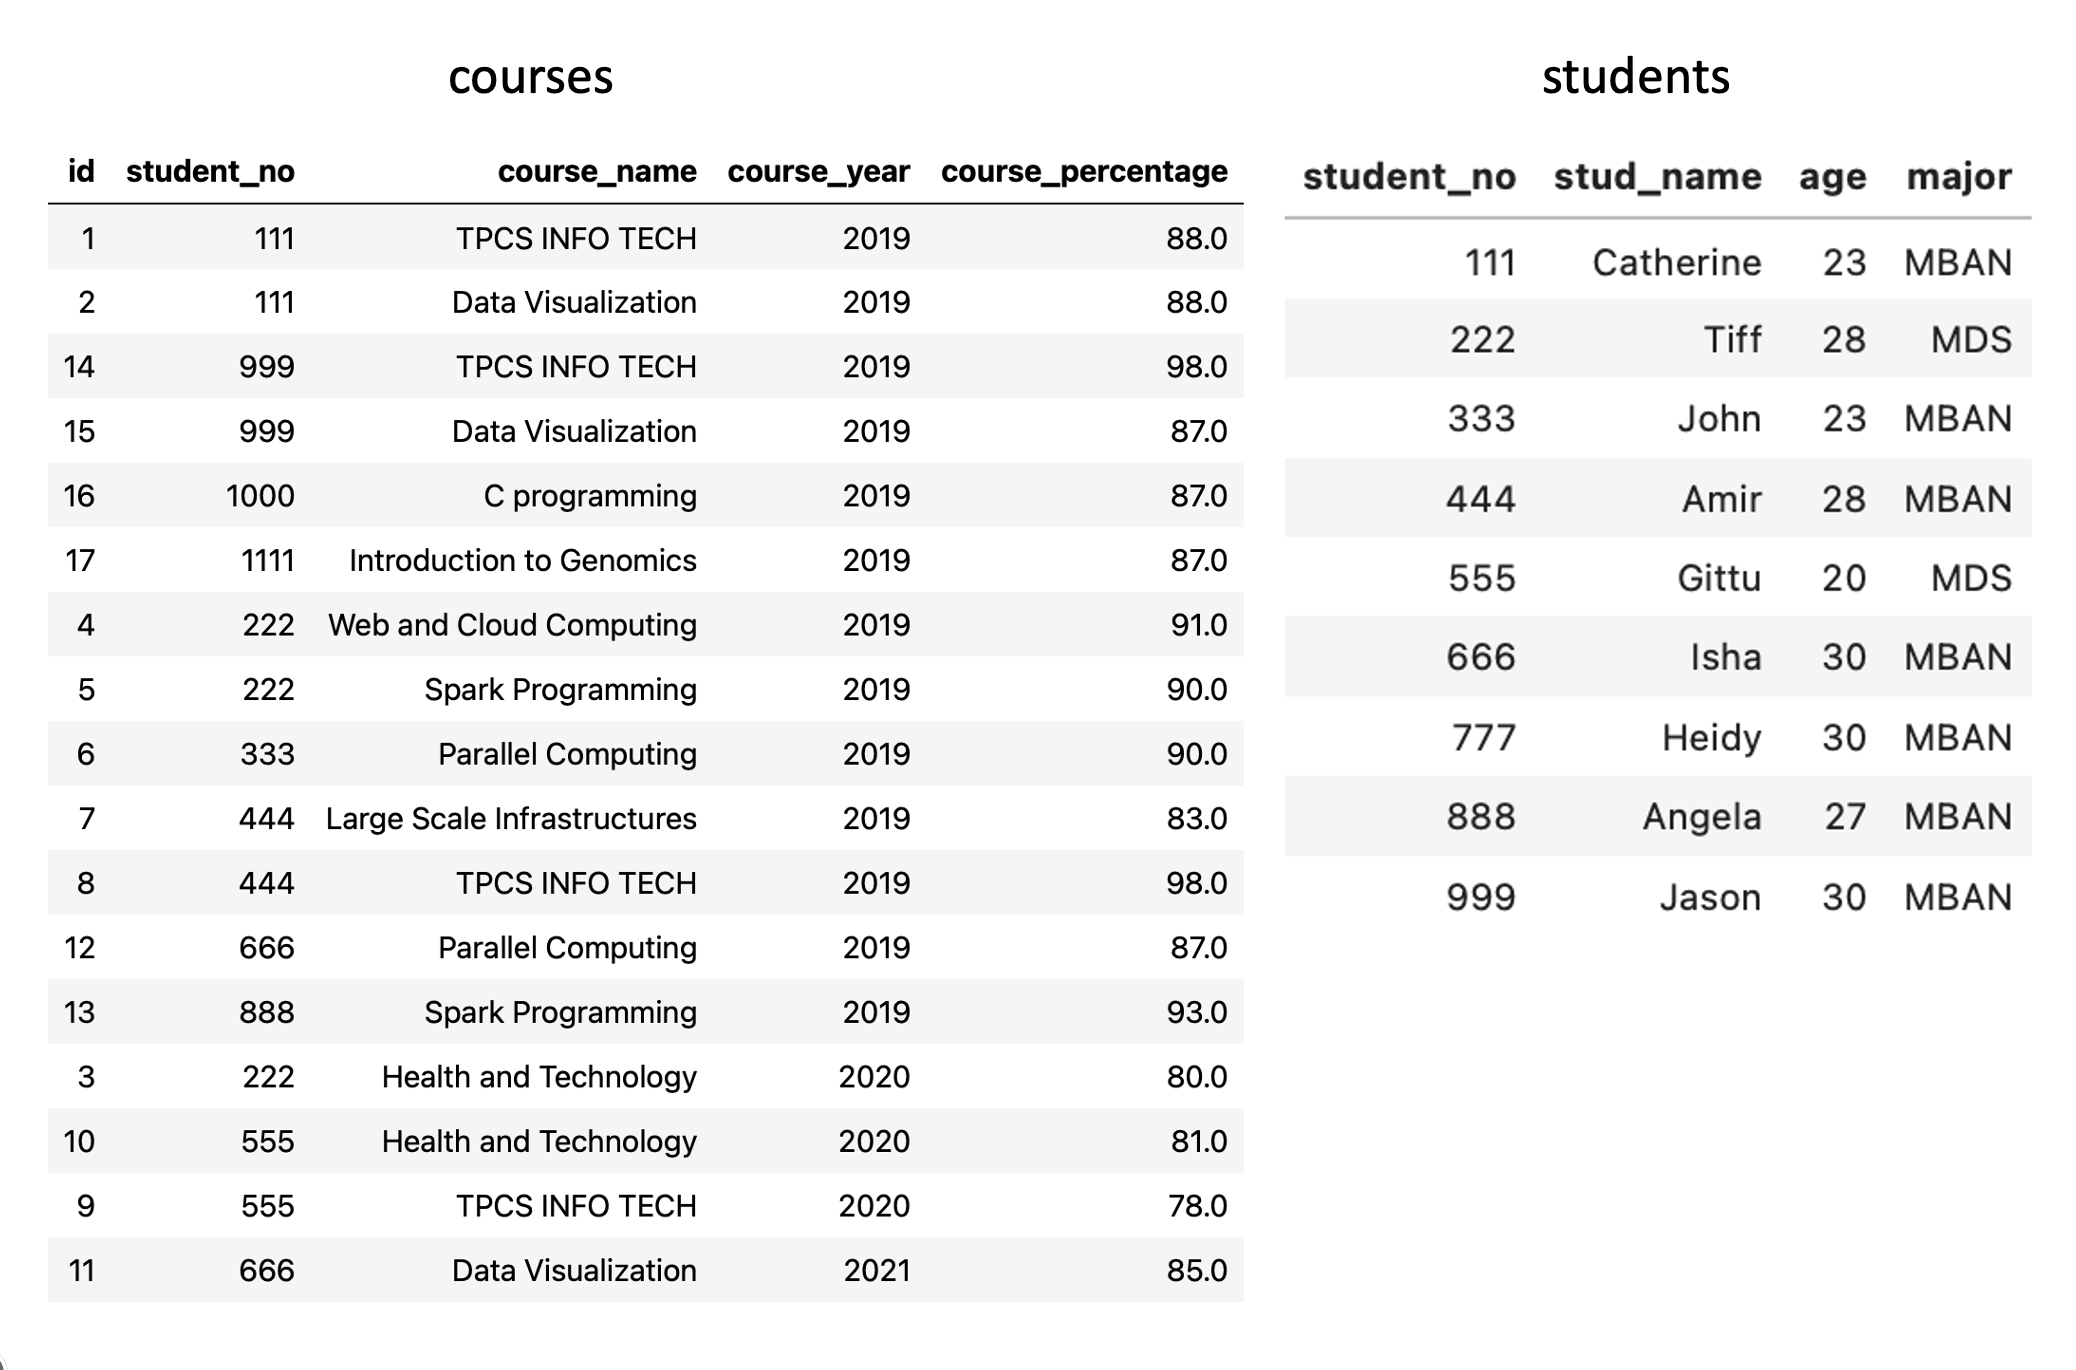 courses
id student_no course_name course_year course_percentage
1 111 TPCS INFO TECH 2019 88.0
2 111 Data Visualization 2019 88.0
14 999 TPCS INFO TECH 2019 98.0
15 999 Data Visualization 2019 87.0
16 1000 C programming 2019 87.0
17 1111 Introduction to Genomics 2019 87.0
4 222 Web and Cloud Computing 2019 91.0
5 222 Spark Programming 2019 90.0
6 333 Parallel Computing 2019 90.0
7 444 Large Scale Infrastructures 2019 83.0
8 444 TPCS INFO TECH 2019 98.0
12 666 Parallel Computing 2019 87.0
13 888 Spark Programming 2019 93.0
3 222 Health and Technology 2020 80.0
10 555 Health and Technology 2020 81.0
9 555 TPCS INFO TECH 2020 78.0
11 666 Data Visualization 2021 85.0
students
student_no stud_name age major
111 Catherine 23 MBAN
222 Tiff 28 MDS
333 John 23 MBAN
444 Amir 28 MBAN
555 Gittu 20 MDS
666 Isha 30 MBAN
777 Heidy 30 MBAN
888 Angela 27 MBAN
999 Jason 30 MBAN